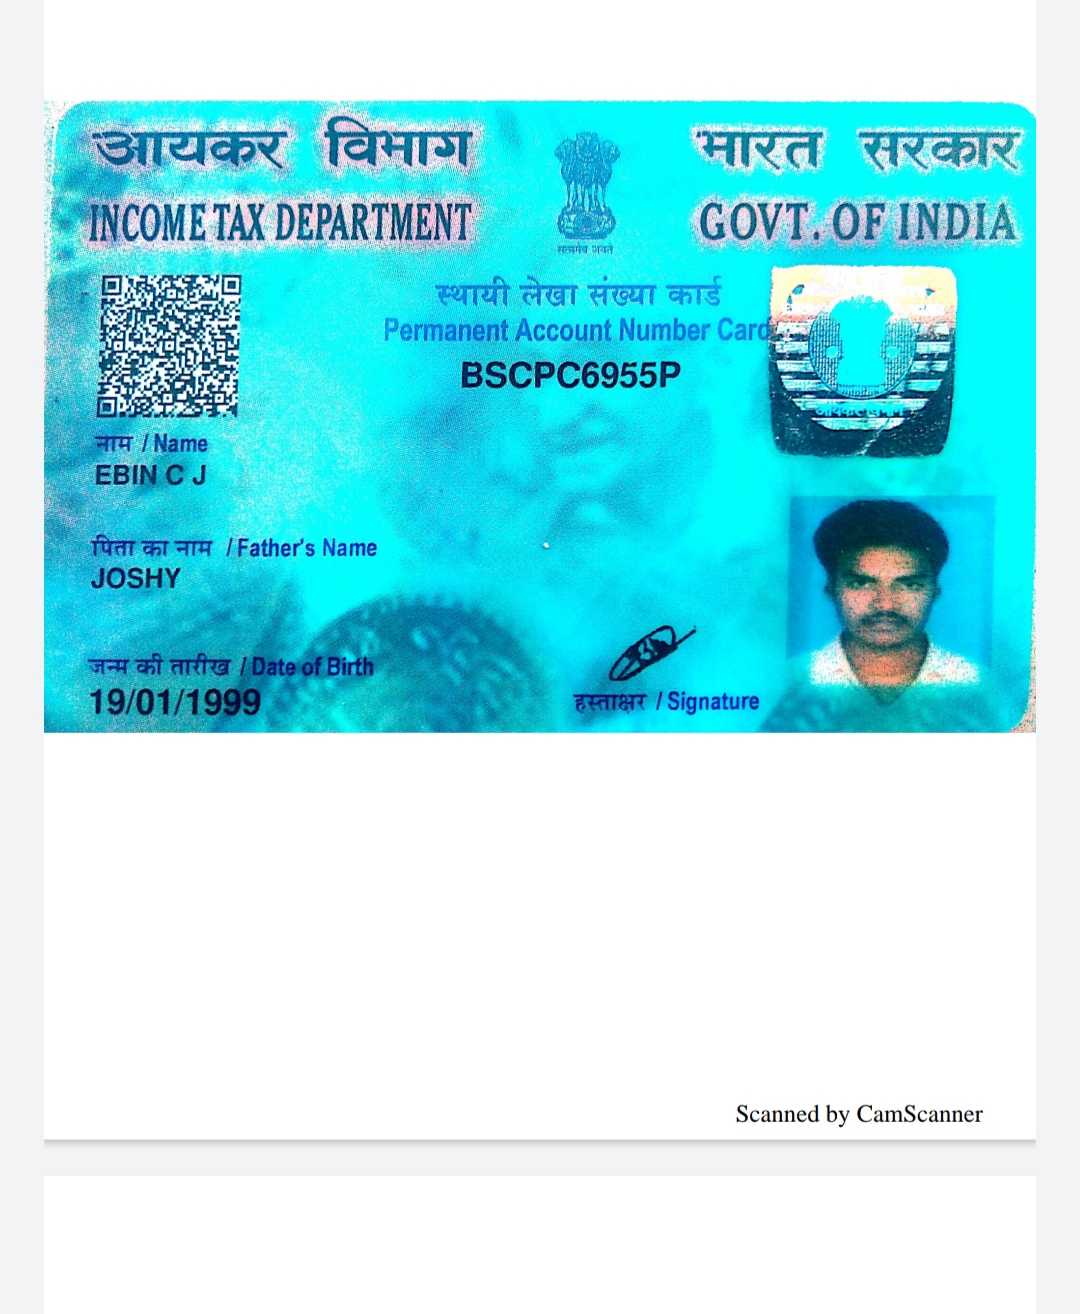 आयकर विभाग
INCOME TAX DEPARTMENT
सत्यमेव जयते
भारत सरकार
GOVT. OF INDIA
स्थायी लेखा संख्या कार्ड
Permanent Account Number Card
BSCPC6955P
नाम / Name
EBIN C J
पिता का नाम / Father's Name
JOSHY
जन्म की तारीख / Date of Birth
19/01/1999
हस्ताक्षर / Signature
Scanned by CamScanner